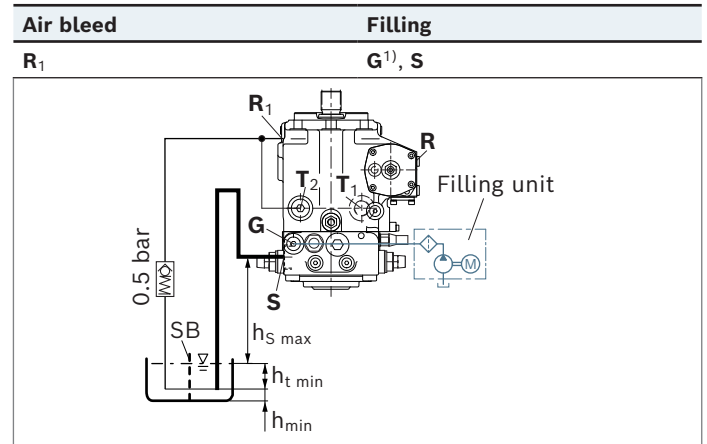 Air bleed Filling
R₁ G¹⁾, S
R₁
R
T₂ T₁
Filling unit
G
M
0.5 bar
S
SB
hS max
ht min
hmin